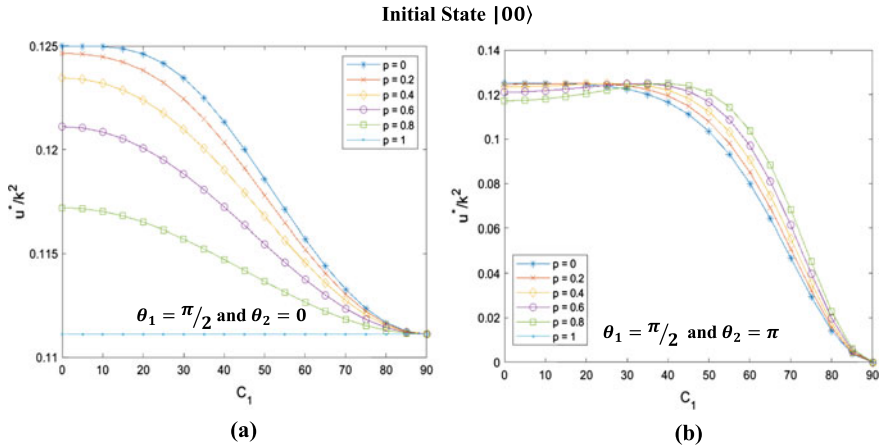 Initial State |00⟩
u*/k²
0.125
0.12
0.115
0.11
p = 0
p = 0.2
p = 0.4
p = 0.6
p = 0.8
p = 1
θ₁ = π/2 and θ₂ = 0
0 10 20 30 40 50 60 70 80 90
C₁
(a)
u*/k²
0.14
0.12
0.1
0.08
0.06
0.04
0.02
0
p = 0
p = 0.2
p = 0.4
p = 0.6
p = 0.8
θ₁ = π/2 and θ₂ = π
0 10 20 30 40 50 60 70 80 90
C₁
(b)